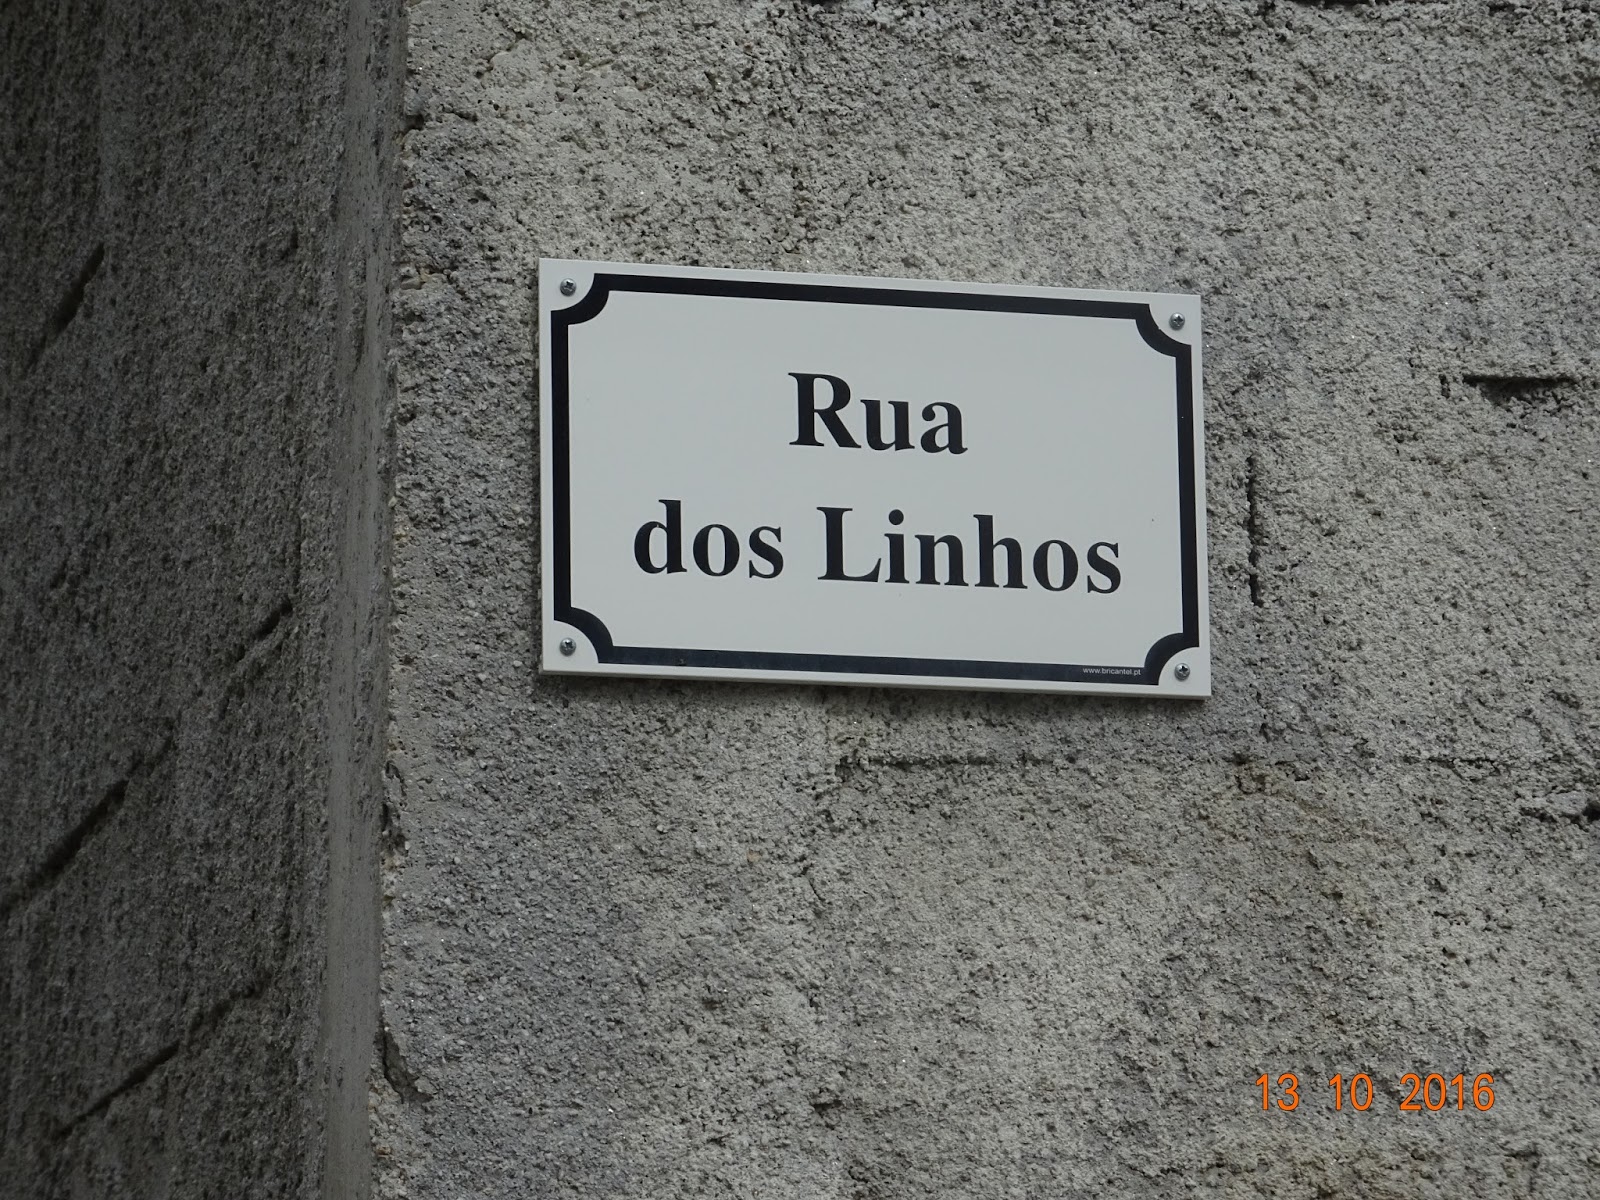 Rua
dos Linhos
www.bricantel.pt
13 10 2016